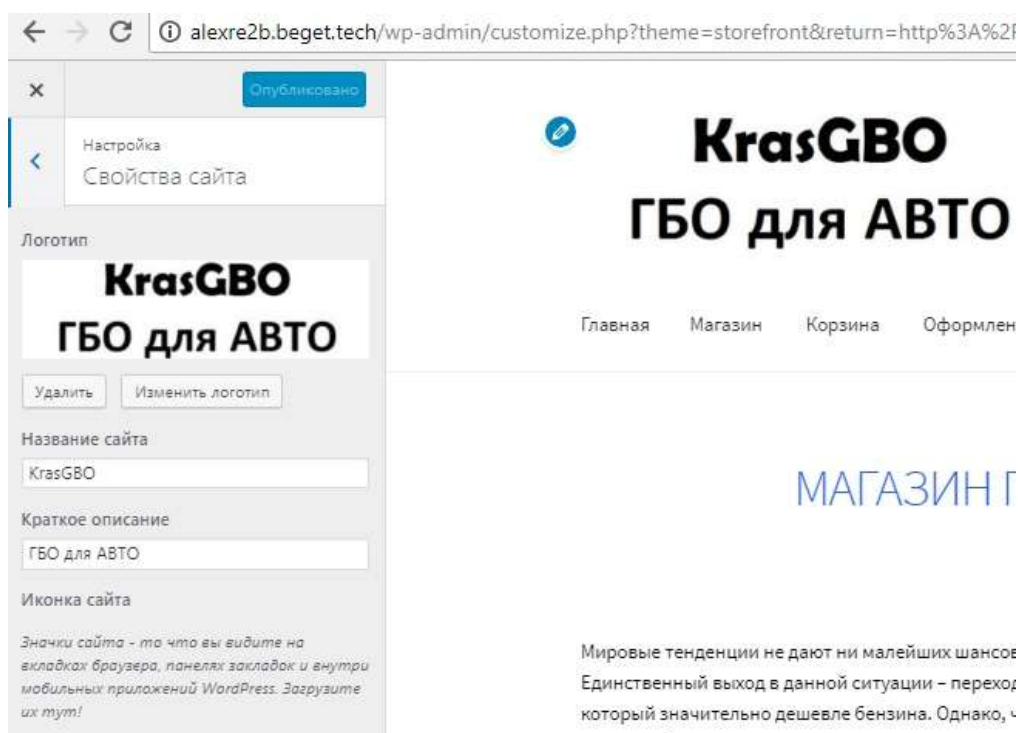 alexre2b.beget.tech/wp-admin/customize.php?theme=storefront&return=http%3A%2F
Опубликовано
Настройка
Свойства сайта
Логотип
KrasGBO
ГБО для АВТО
Удалить
Изменить логотип
Название сайта
KrasGBO
Краткое описание
ГБО для АВТО
Иконка сайта
Значки сайта - то что вы видите на
вкладках браузера, панелях закладок и внутри
мобильных приложений WordPress. Загрузите
их тут!
KrasGBO
ГБО для АВТО
Главная Магазин Корзина Оформлен
МАГАЗИН Г
Мировые тенденции не дают ни малейших шансов
Единственный выход в данной ситуации – переход
который значительно дешевле бензина. Однако, ч